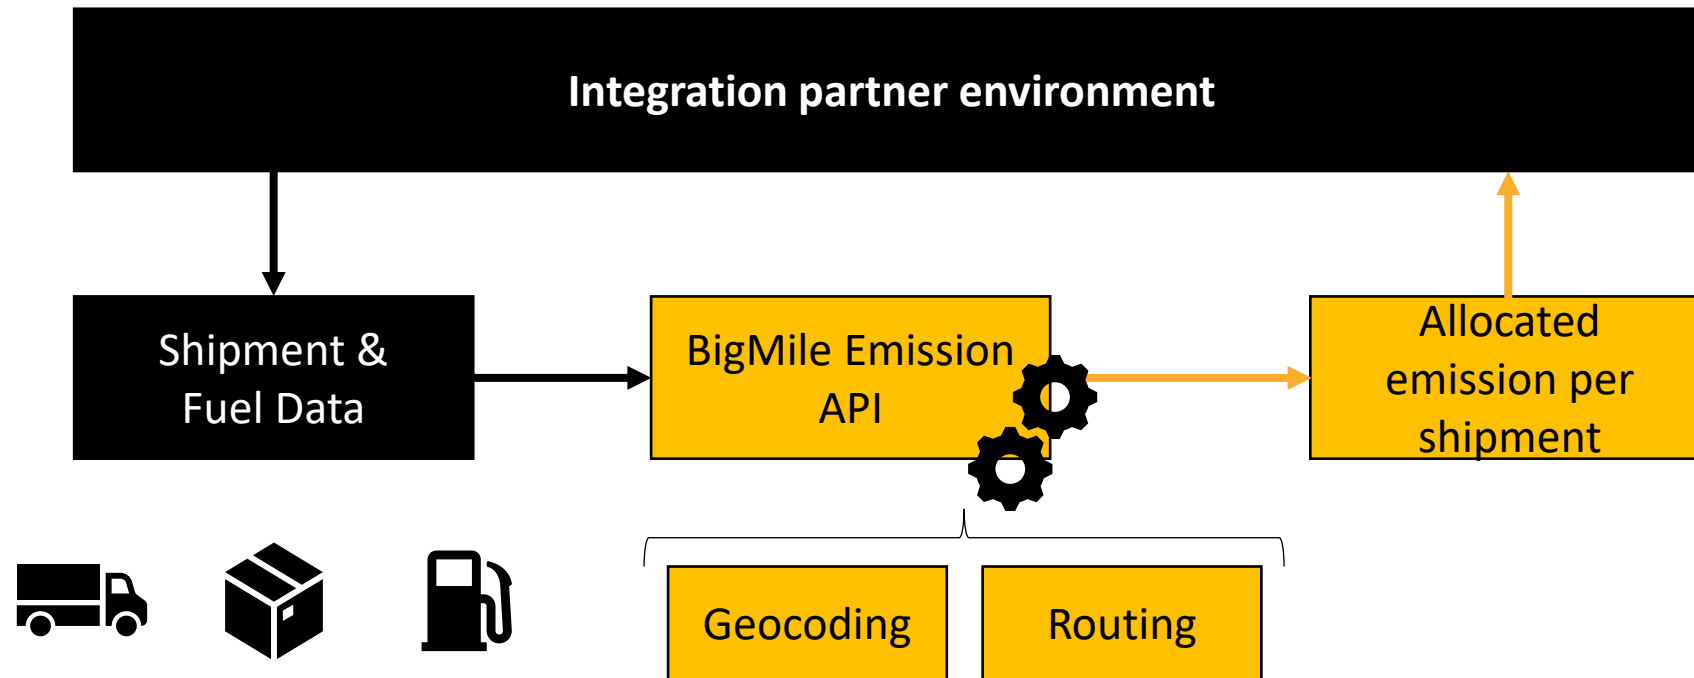 Integration partner environment
Shipment &
Fuel Data
BigMile Emission
API
Allocated
emission per
shipment
Geocoding
Routing